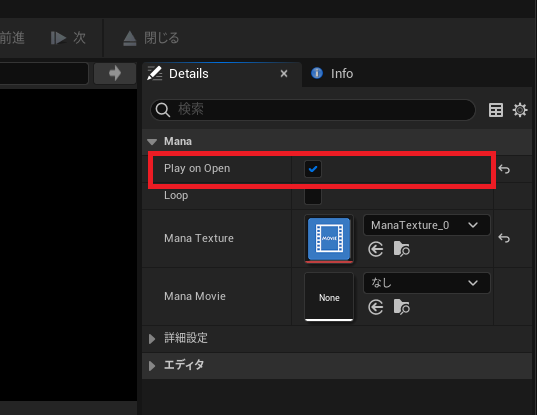 前進
次
閉じる
Details
Info
検索
Mana
Play on Open
Loop
Mana Texture
MOVIE
ManaTexture_0
Mana Movie
None
なし
詳細設定
エディタ